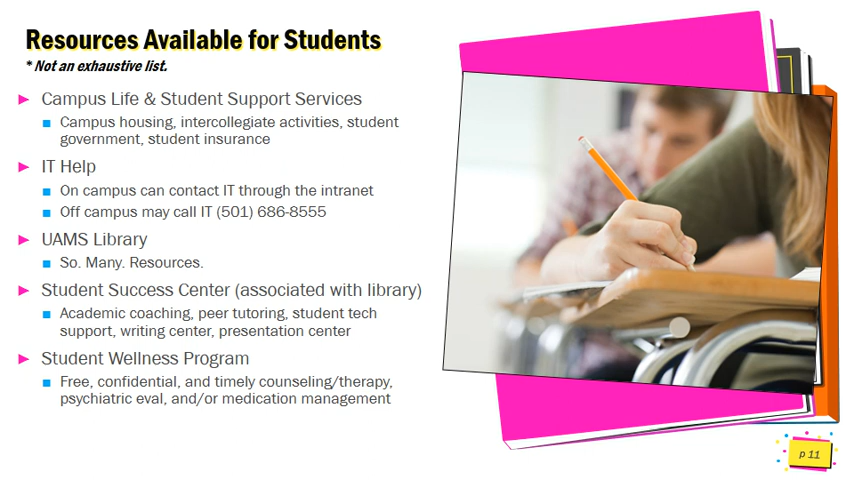 Resources Available for Students
* Not an exhaustive list.
Campus Life & Student Support Services
Campus housing, intercollegiate activities, student
government, student insurance
IT Help
On campus can contact IT through the intranet
Off campus may call IT (501) 686-8555
UAMS Library
So. Many. Resources.
Student Success Center (associated with library)
Academic coaching, peer tutoring, student tech
support, writing center, presentation center
Student Wellness Program
Free, confidential, and timely counseling/therapy,
psychiatric eval, and/or medication management
p 11